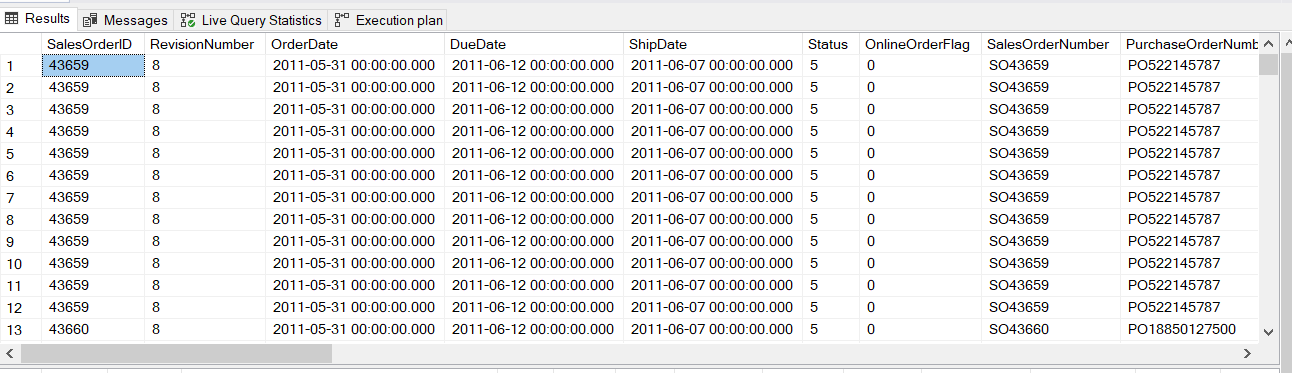 Results Messages Live Query Statistics Execution plan
SalesOrderID RevisionNumber OrderDate DueDate ShipDate Status OnlineOrderFlag SalesOrderNumber PurchaseOrderNumb
1 43659 8 2011-05-31 00:00:00.000 2011-06-12 00:00:00.000 2011-06-07 00:00:00.000 5 0 SO43659 PO522145787
2 43659 8 2011-05-31 00:00:00.000 2011-06-12 00:00:00.000 2011-06-07 00:00:00.000 5 0 SO43659 PO522145787
3 43659 8 2011-05-31 00:00:00.000 2011-06-12 00:00:00.000 2011-06-07 00:00:00.000 5 0 SO43659 PO522145787
4 43659 8 2011-05-31 00:00:00.000 2011-06-12 00:00:00.000 2011-06-07 00:00:00.000 5 0 SO43659 PO522145787
5 43659 8 2011-05-31 00:00:00.000 2011-06-12 00:00:00.000 2011-06-07 00:00:00.000 5 0 SO43659 PO522145787
6 43659 8 2011-05-31 00:00:00.000 2011-06-12 00:00:00.000 2011-06-07 00:00:00.000 5 0 SO43659 PO522145787
7 43659 8 2011-05-31 00:00:00.000 2011-06-12 00:00:00.000 2011-06-07 00:00:00.000 5 0 SO43659 PO522145787
8 43659 8 2011-05-31 00:00:00.000 2011-06-12 00:00:00.000 2011-06-07 00:00:00.000 5 0 SO43659 PO522145787
9 43659 8 2011-05-31 00:00:00.000 2011-06-12 00:00:00.000 2011-06-07 00:00:00.000 5 0 SO43659 PO522145787
10 43659 8 2011-05-31 00:00:00.000 2011-06-12 00:00:00.000 2011-06-07 00:00:00.000 5 0 SO43659 PO522145787
11 43659 8 2011-05-31 00:00:00.000 2011-06-12 00:00:00.000 2011-06-07 00:00:00.000 5 0 SO43659 PO522145787
12 43659 8 2011-05-31 00:00:00.000 2011-06-12 00:00:00.000 2011-06-07 00:00:00.000 5 0 SO43659 PO522145787
13 43660 8 2011-05-31 00:00:00.000 2011-06-12 00:00:00.000 2011-06-07 00:00:00.000 5 0 SO43660 PO18850127500